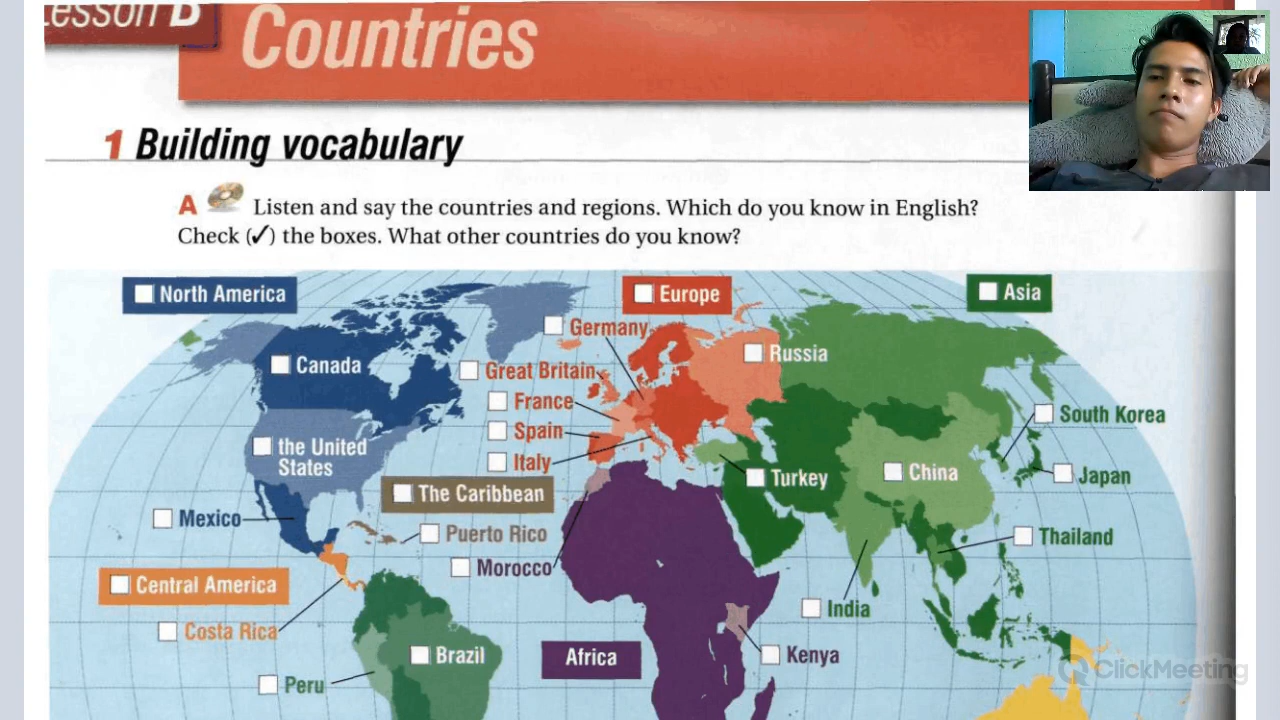 Lesson B
Countries
1 Building vocabulary
A Listen and say the countries and regions. Which do you know in English?
Check (✓) the boxes. What other countries do you know?
North America
Europe
Asia
Germany
Russia
Canada
Great Britain
France
South Korea
Spain
the United
States
Italy
China
Japan
Turkey
The Caribbean
Mexico
Puerto Rico
Thailand
Morocco
Central America
India
Costa Rica
Brazil
Africa
Kenya
Peru
ClickMeeting